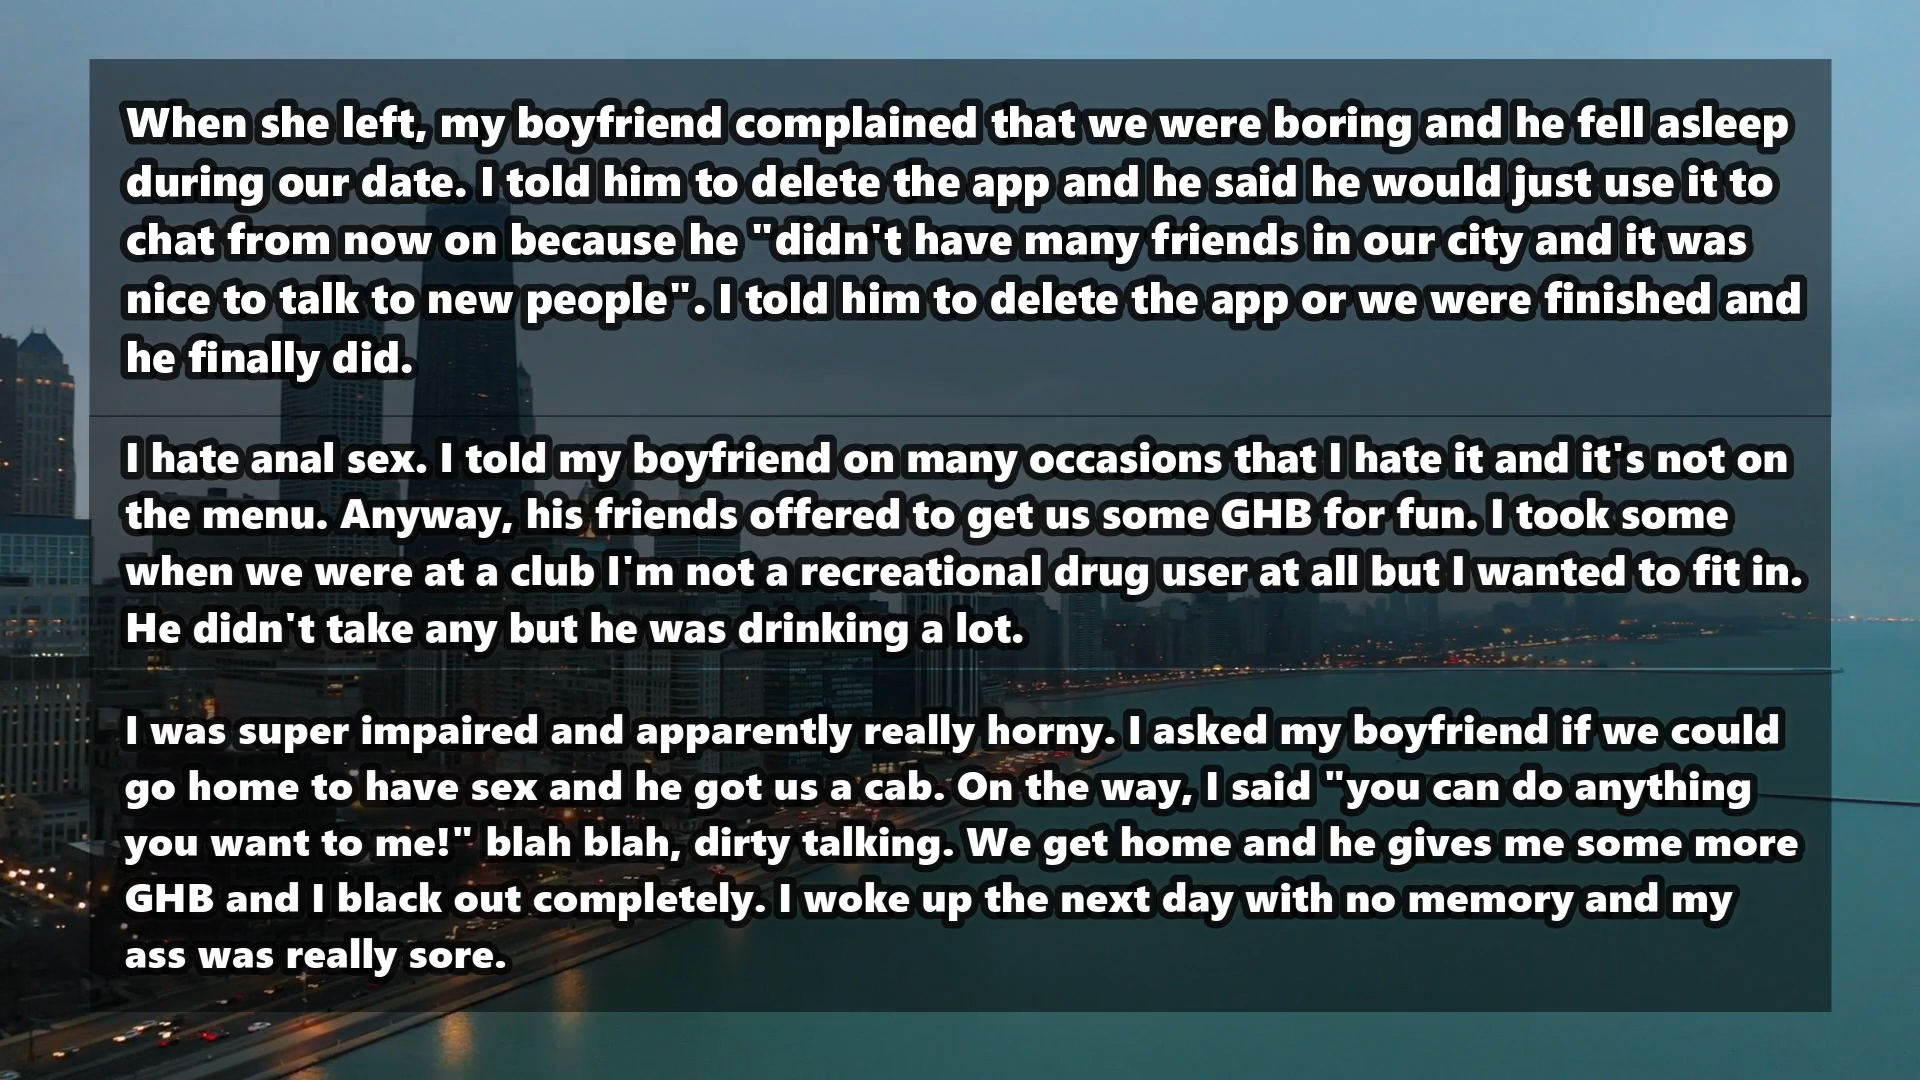 When she left, my boyfriend complained that we were boring and he fell asleep
during our date. I told him to delete the app and he said he would just use it to
chat from now on because he "didn't have many friends in our city and it was
nice to talk to new people". I told him to delete the app or we were finished and
he finally did.
I hate anal sex. I told my boyfriend on many occasions that I hate it and it's not on
the menu. Anyway, his friends offered to get us some GHB for fun. I took some
when we were at a club I'm not a recreational drug user at all but I wanted to fit in.
He didn't take any but he was drinking a lot.
I was super impaired and apparently really horny. I asked my boyfriend if we could
go home to have sex and he got us a cab. On the way, I said "you can do anything
you want to me!" blah blah, dirty talking. We get home and he gives me some more
GHB and I black out completely. I woke up the next day with no memory and my
ass was really sore.